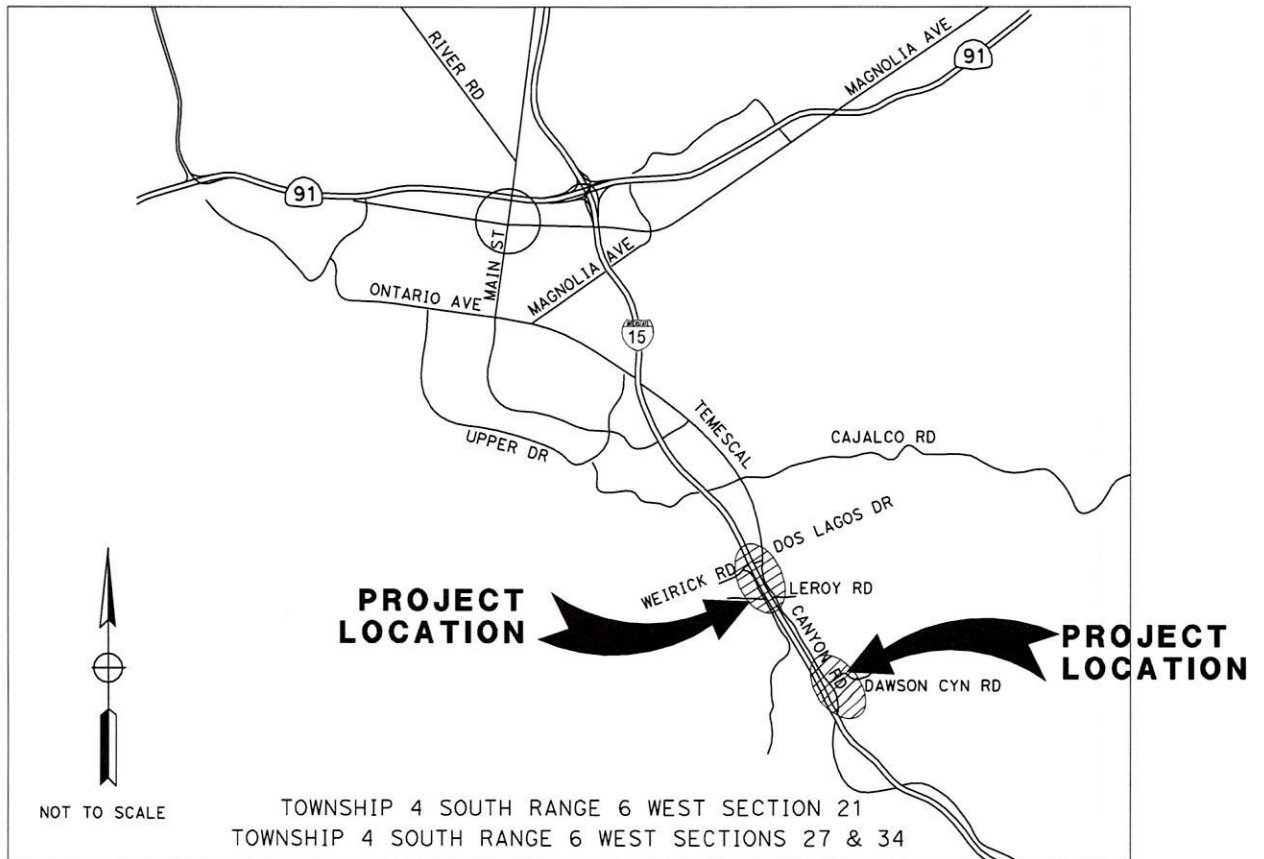 RIVER RD
MAGNOLIA AVE
91
91
MAIN ST
MAGNOLIA AVE
ONTARIO AVE
INTERSTATE
15
UPPER DR
TEMESCAL
CAJALCO RD
DOS LAGOS DR
WEIRICK RD
LEROY RD
PROJECT
LOCATION
CANYON RD
PROJECT
LOCATION
DAWSON CYN RD
NOT TO SCALE
TOWNSHIP 4 SOUTH RANGE 6 WEST SECTION 21
TOWNSHIP 4 SOUTH RANGE 6 WEST SECTIONS 27 & 34